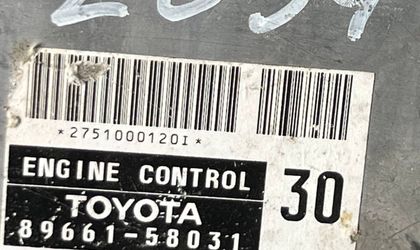 *2751000120I*
ENGINE CONTROL
30
TOYOTA
89661-58031